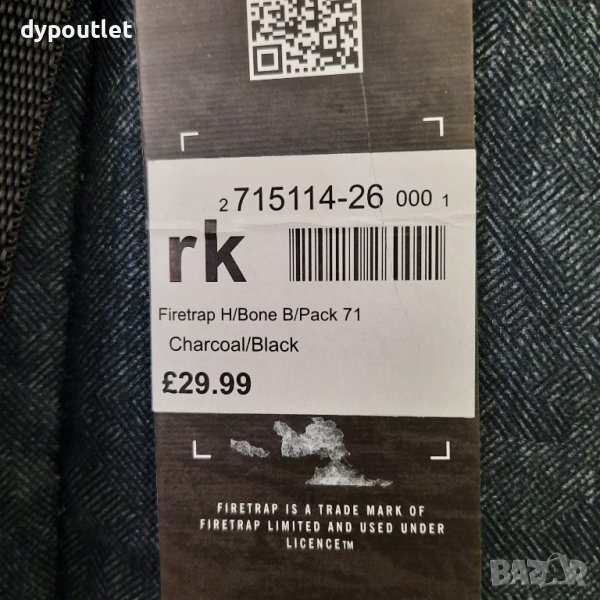 dypoutlet
2 715114-26 000 1
rk
Firetrap H/Bone B/Pack 71
Charcoal/Black
£29.99
FIRETRAP IS A TRADE MARK OF
FIRETRAP LIMITED AND USED UNDER
LICENCE™
BAZAR